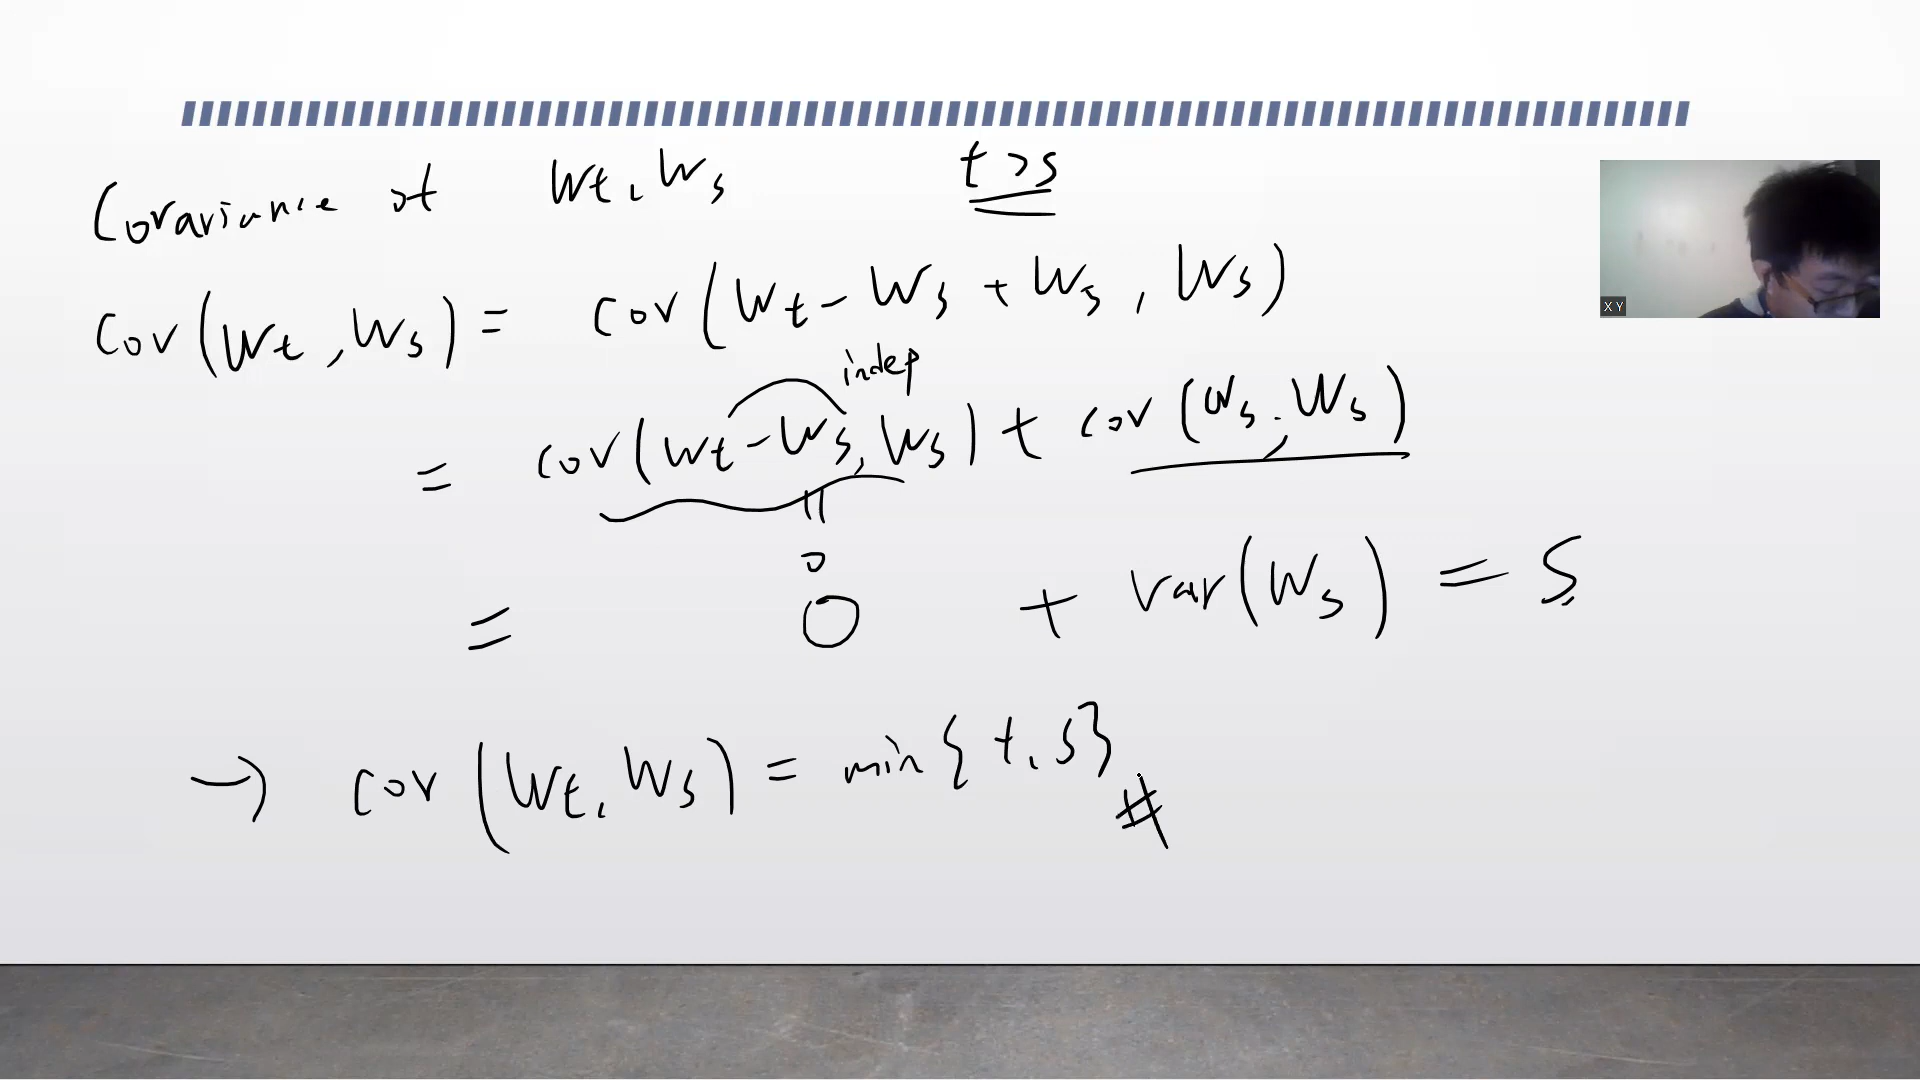 Covariance of Wt, Ws t > s
Cov(Wt, Ws) = cov(Wt - Ws + Ws, Ws)
indep
= cov(Wt - Ws, Ws) + cov(Ws, Ws)
||
0
= 0 + Var(Ws) = S
→ cov(Wt, Ws) = min{t, s} #
X Y